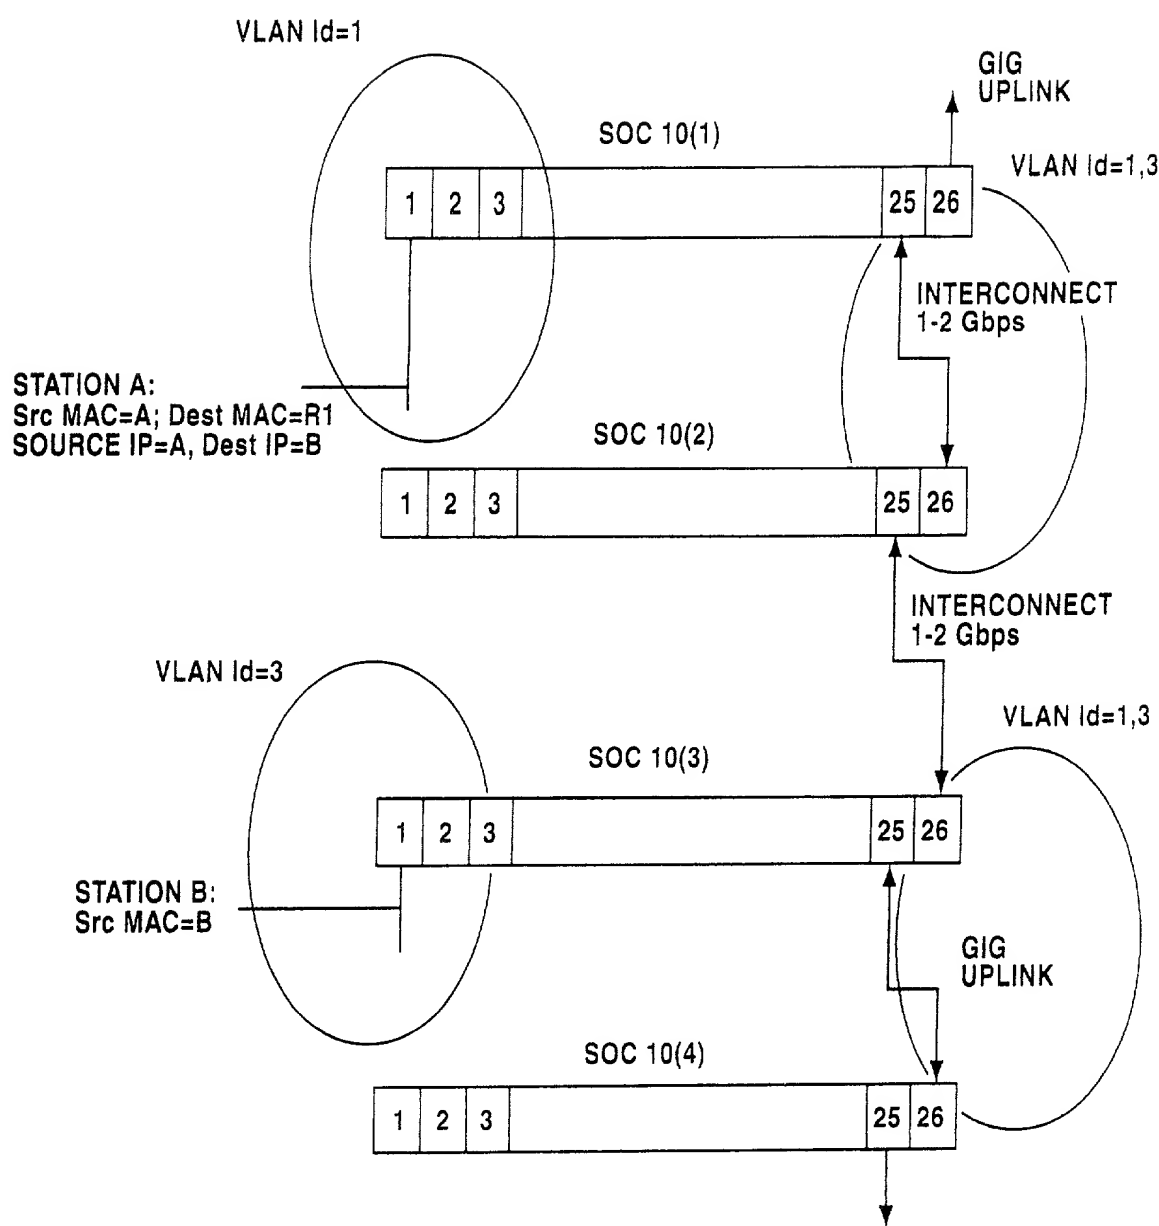 VLAN Id=1
GIG
UPLINK
SOC 10(1)
VLAN Id=1,3
1 2 3 25 26
INTERCONNECT
1-2 Gbps
STATION A:
Src MAC=A; Dest MAC=R1
SOURCE IP=A, Dest IP=B
SOC 10(2)
1 2 3 25 26
INTERCONNECT
1-2 Gbps
VLAN Id=3
VLAN Id=1,3
SOC 10(3)
1 2 3 25 26
STATION B:
Src MAC=B
GIG
UPLINK
SOC 10(4)
1 2 3 25 26